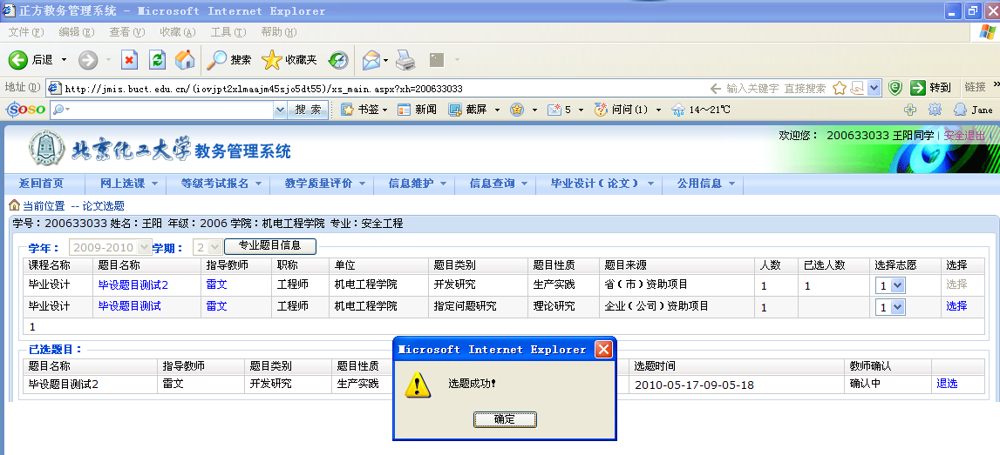 正方教务管理系统 - Microsoft Internet Explorer
文件(F) 编辑(E) 查看(V) 收藏(A) 工具(T) 帮助(H)
后退 搜索 收藏夹
地址(D) http://jmis.buct.edu.cn/(iovjpt2xlmaajm45sjo5dt55)/xs_main.aspx?xh=200633033 输入关键字 直接搜索 转到 链接 »
SOSO 搜 索 书签 新闻 截屏 5 问问(1) 14~21℃ Jane
北京化工大学教务管理系统 欢迎您： 200633033 王阳同学 | 安全退出
返回首页 网上选课 等级考试报名 教学质量评价 信息维护 信息查询 毕业设计(论文) 公用信息
当前位置 -- 论文选题
学号：200633033 姓名：王阳 年级：2006 学院：机电工程学院 专业：安全工程
学年： 2009-2010 学期： 2 专业题目信息
课程名称 题目名称 指导教师 职称 单位 题目类别 题目性质 题目来源 人数 已选人数 选择志愿 选择
毕业设计 毕设题目测试2 雷文 工程师 机电工程学院 开发研究 生产实践 省(市)资助项目 1 1 1 选择
毕业设计 毕设题目测试 雷文 工程师 机电工程学院 指定问题研究 理论研究 企业(公司)资助项目 1 1 选择
1
已选题目：
题目名称 指导教师 题目类别 题目性质 选题时间 教师确认
毕设题目测试2 雷文 开发研究 生产实践 2010-05-17-09-05-18 确认中 退选
Microsoft Internet Explorer
选题成功!
确定